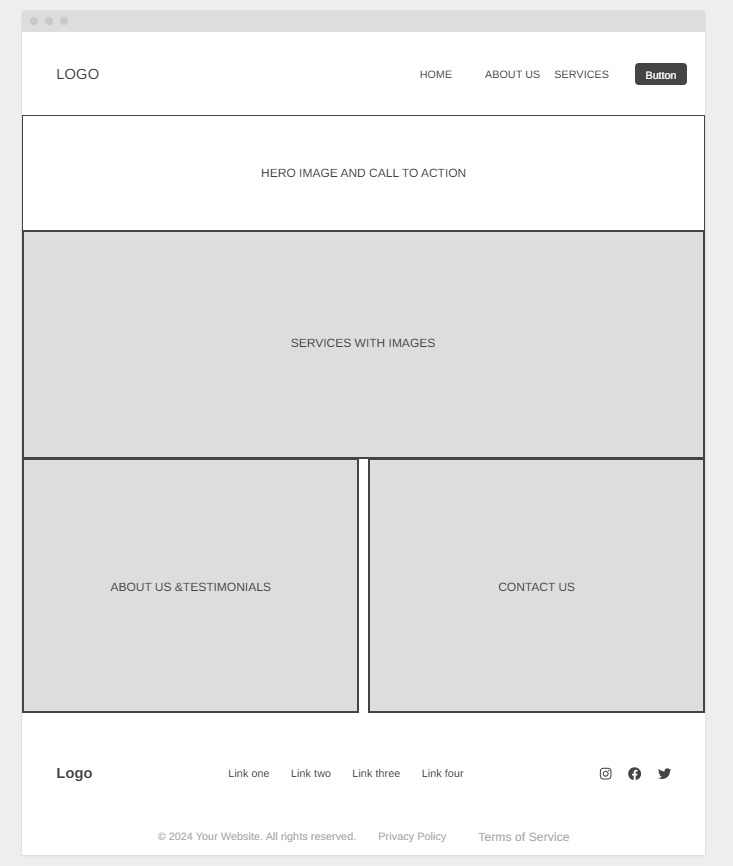 LOGO HOME ABOUT US SERVICES Button
HERO IMAGE AND CALL TO ACTION
SERVICES WITH IMAGES
ABOUT US &TESTIMONIALS CONTACT US
Logo Link one Link two Link three Link four
© 2024 Your Website. All rights reserved. Privacy Policy Terms of Service